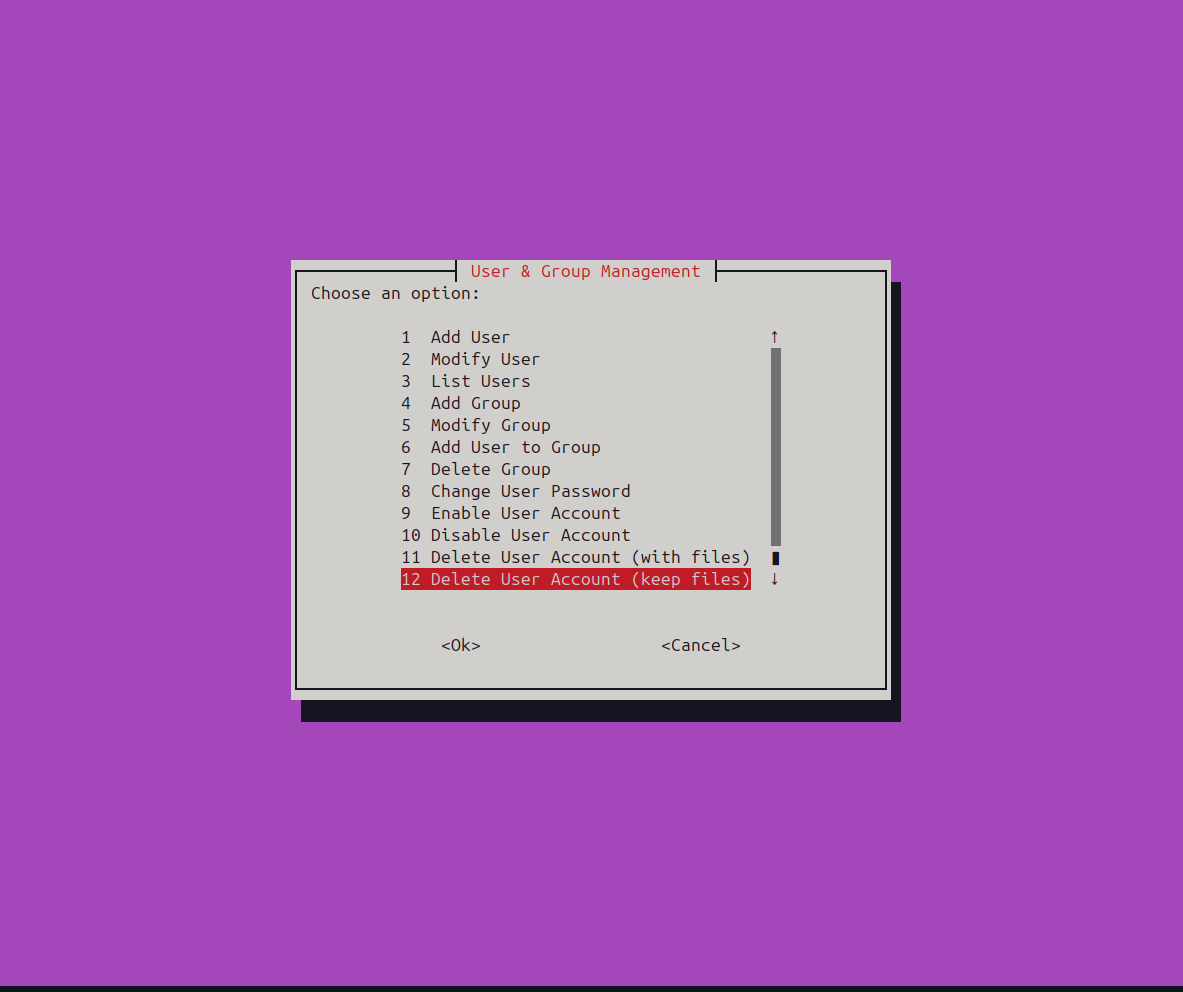 User & Group Management
Choose an option:
1 Add User
2 Modify User
3 List Users
4 Add Group
5 Modify Group
6 Add User to Group
7 Delete Group
8 Change User Password
9 Enable User Account
10 Disable User Account
11 Delete User Account (with files)
12 Delete User Account (keep files)
<Ok> <Cancel>